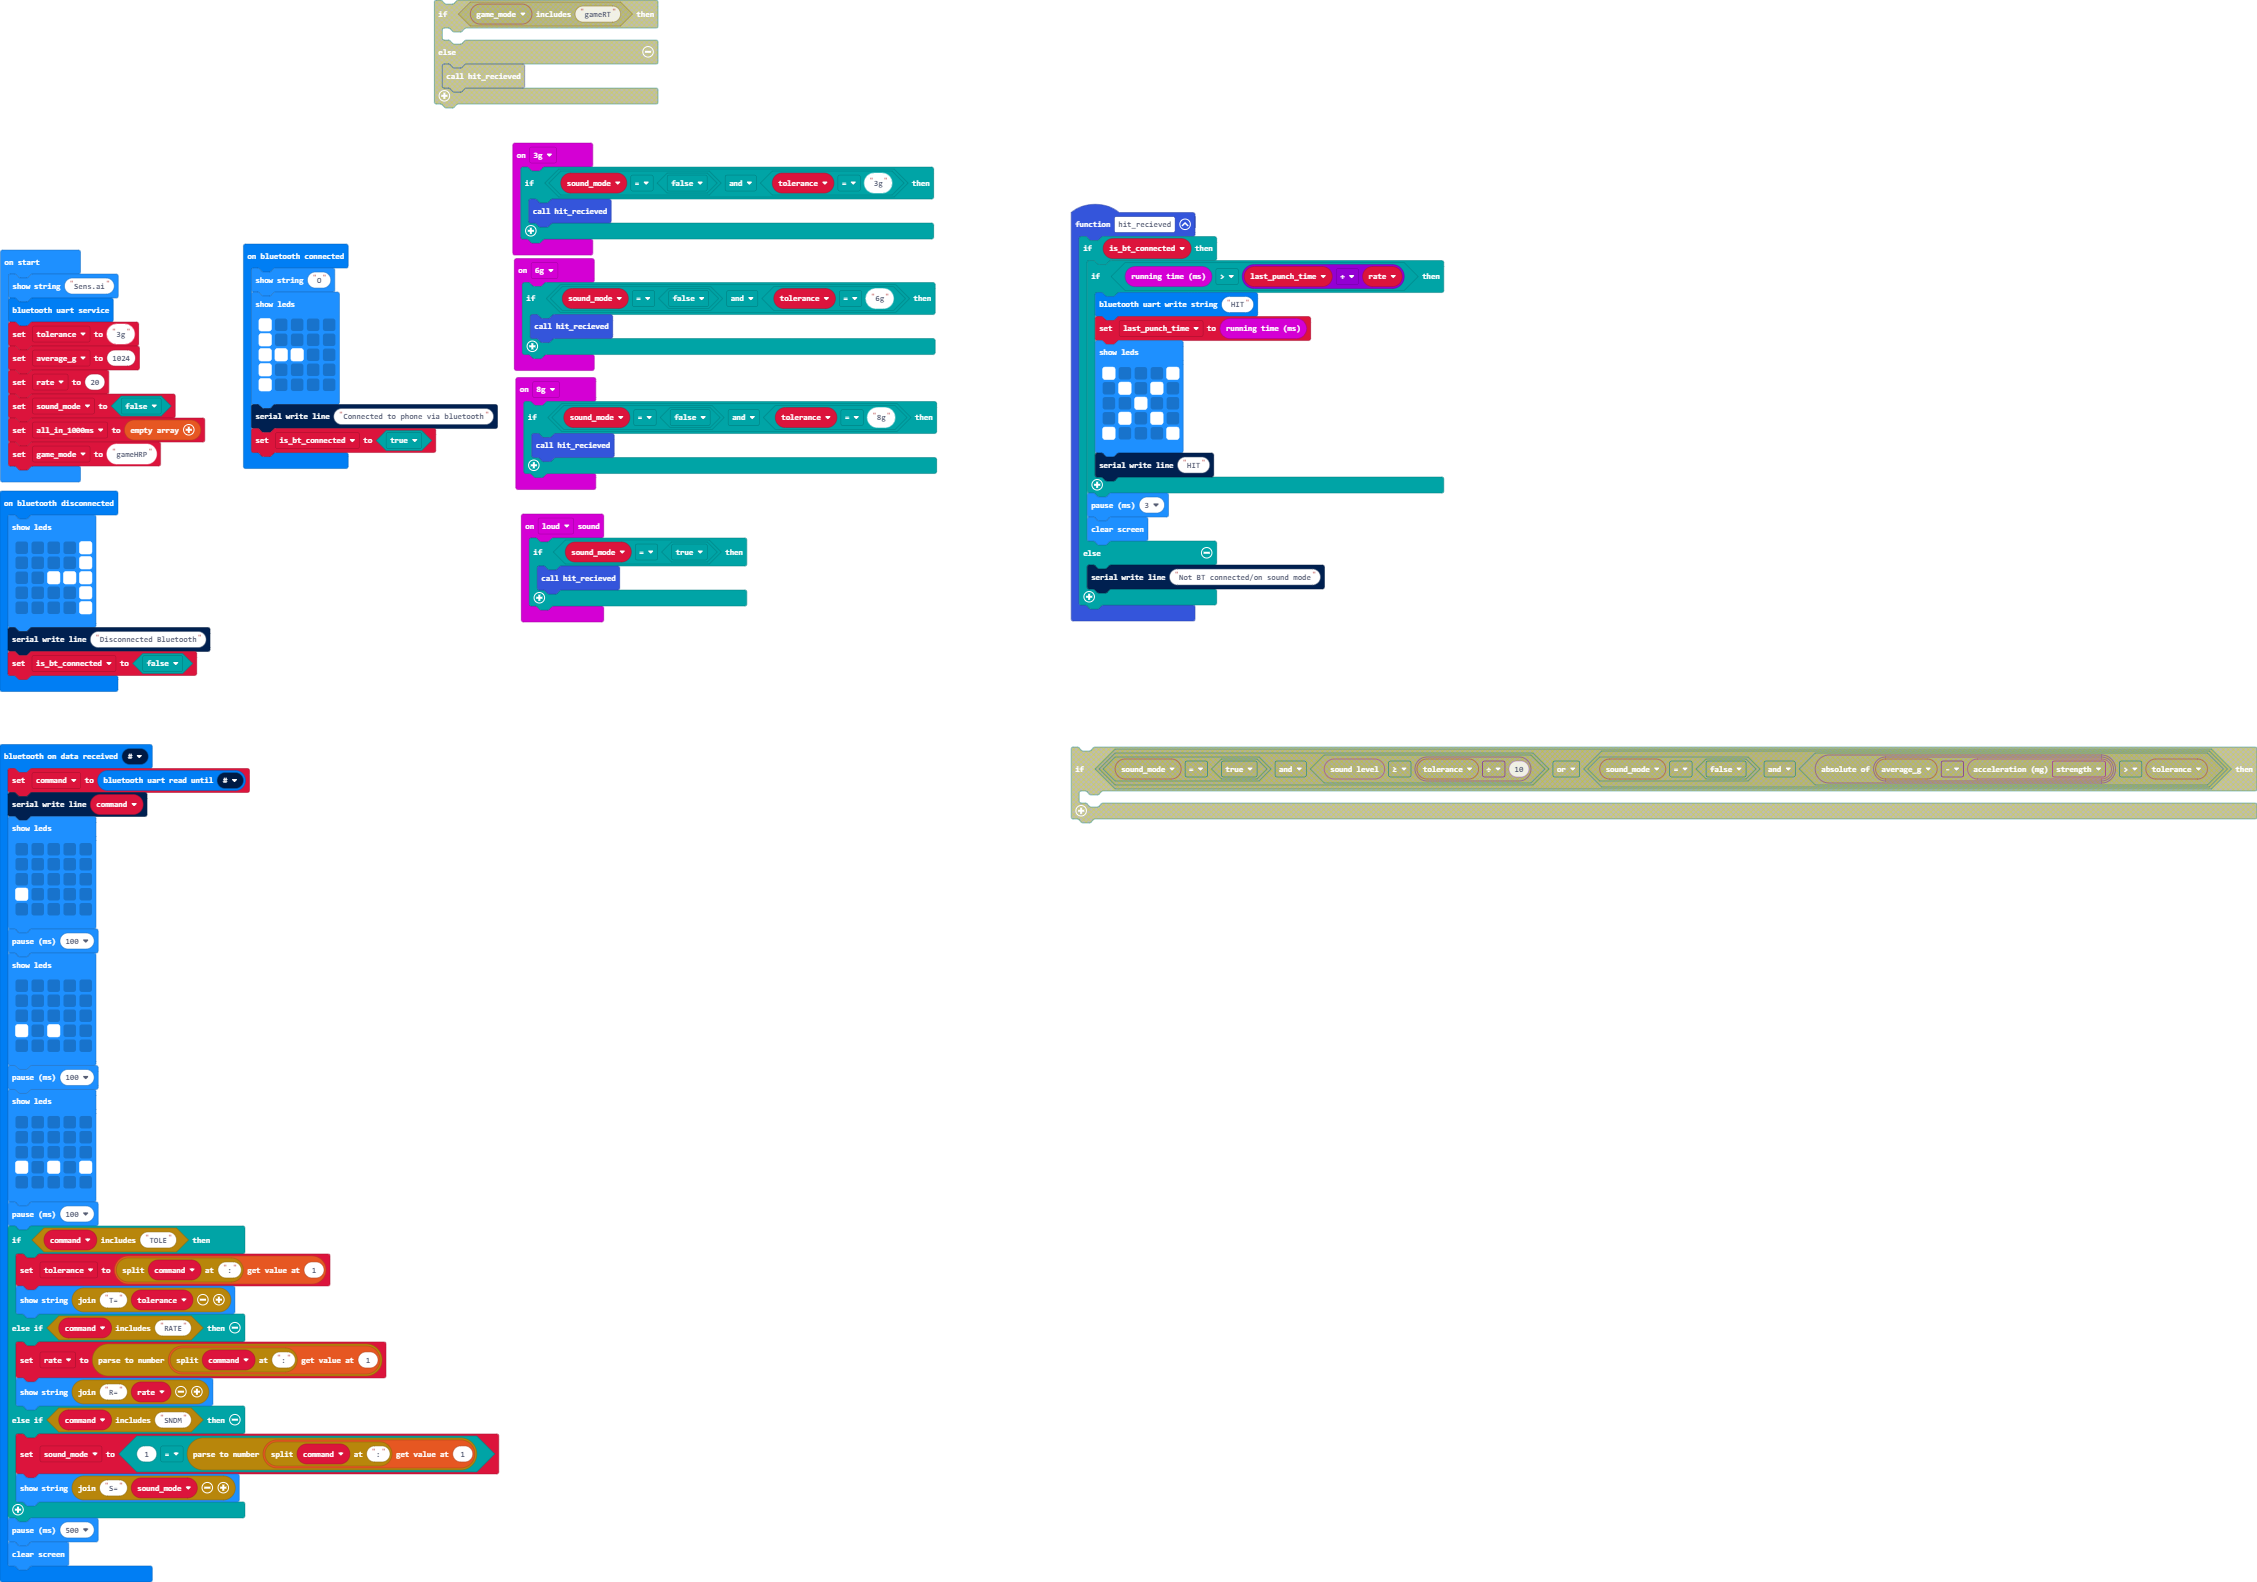 if game_mode includes "gameRT" then
else
call hit_recieved
on 3g
if sound_mode = false and tolerance = "3g" then
call hit_recieved
on 6g
if sound_mode = false and tolerance = "6g" then
call hit_recieved
on 8g
if sound_mode = false and tolerance = "8g" then
call hit_recieved
on loud sound
if sound_mode = true then
call hit_recieved
function hit_recieved
if is_bt_connected then
if running time (ms) > last_punch_time + rate then
bluetooth uart write string "HIT"
set last_punch_time to running time (ms)
show leds
serial write line "HIT"
pause (ms) 3
clear screen
else
serial write line "Not BT connected/on sound mode"
on start
show string "Sens.ai"
bluetooth uart service
set tolerance to "3g"
set average_g to 1024
set rate to 20
set sound_mode to false
set all_in_1000ms to empty array
set game_mode to "gameHRP"
on bluetooth connected
show string "O"
show leds
serial write line "Connected to phone via bluetooth"
set is_bt_connected to true
on bluetooth disconnected
show leds
serial write line "Disconnected Bluetooth"
set is_bt_connected to false
if sound_mode = true and sound level ≥ tolerance + 10 or sound_mode = false and absolute of average_g - acceleration (mg) strength > tolerance then
bluetooth on data received #
set command to bluetooth uart read until #
serial write line command
show leds
pause (ms) 100
show leds
pause (ms) 100
show leds
pause (ms) 100
if command includes "TOLE" then
set tolerance to split command at ":" get value at 1
show string join "T=" tolerance
else if command includes "RATE" then
set rate to parse to number split command at ":" get value at 1
show string join "R=" rate
else if command includes "SNDM" then
set sound_mode to 1 = parse to number split command at ":" get value at 1
show string join "S=" sound_mode
pause (ms) 500
clear screen